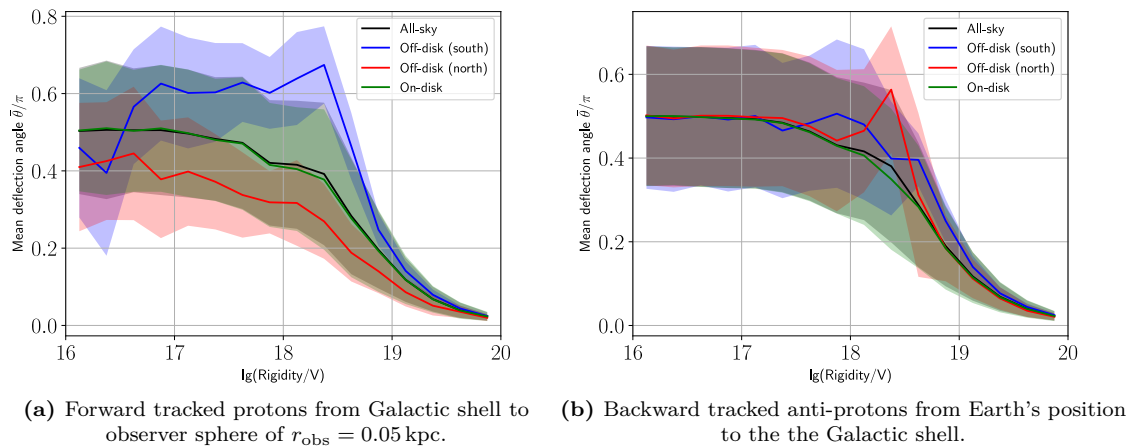 All-sky
Off-disk (south)
Off-disk (north)
On-disk
Mean deflection angle θ̄/π
0.8
0.6
0.4
0.2
0.0
16 17 18 19 20
lg(Rigidity/V)
All-sky
Off-disk (south)
Off-disk (north)
On-disk
Mean deflection angle θ̄/π
0.6
0.4
0.2
0.0
16 17 18 19 20
lg(Rigidity/V)
(a) Forward tracked protons from Galactic shell to
observer sphere of r_obs = 0.05 kpc.
(b) Backward tracked anti-protons from Earth's position
to the the Galactic shell.